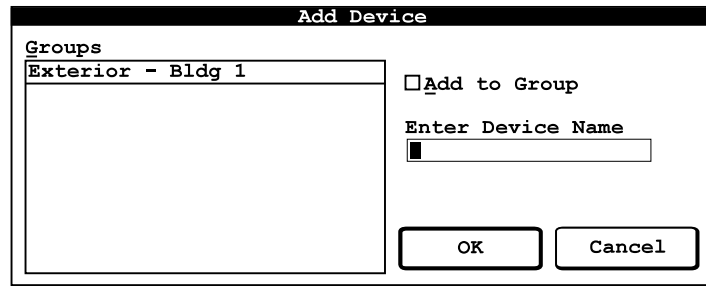 Add Device
Groups
Exterior - Bldg 1
Add to Group
Enter Device Name
OK
Cancel